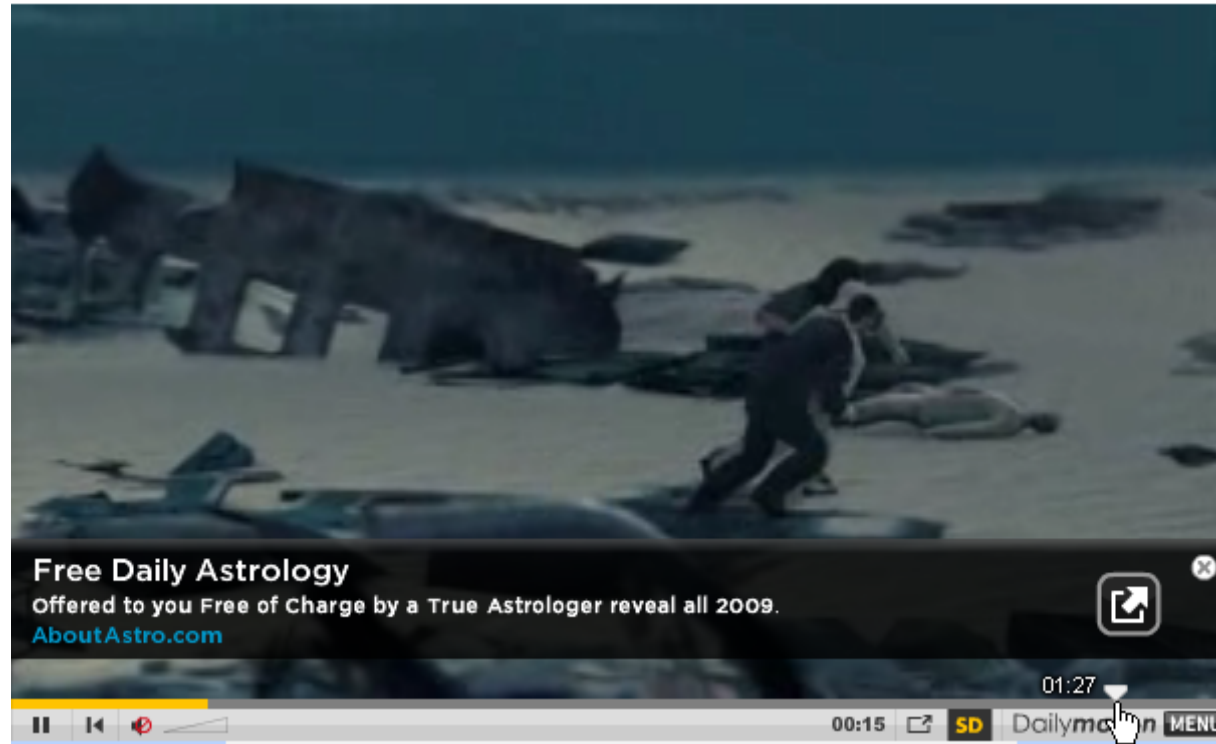 Free Daily Astrology
Offered to you Free of Charge by a True Astrologer reveal all 2009.
AboutAstro.com
01:27
00:15 SD Dailymotion MENU